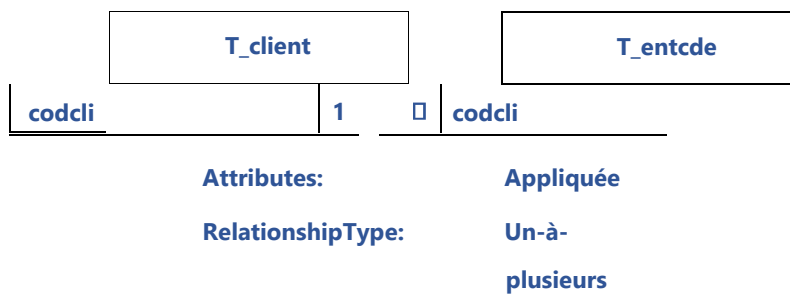 T_client T_entcde
codcli 1 codcli
Attributes: Appliquée
RelationshipType: Un-à-
plusieurs